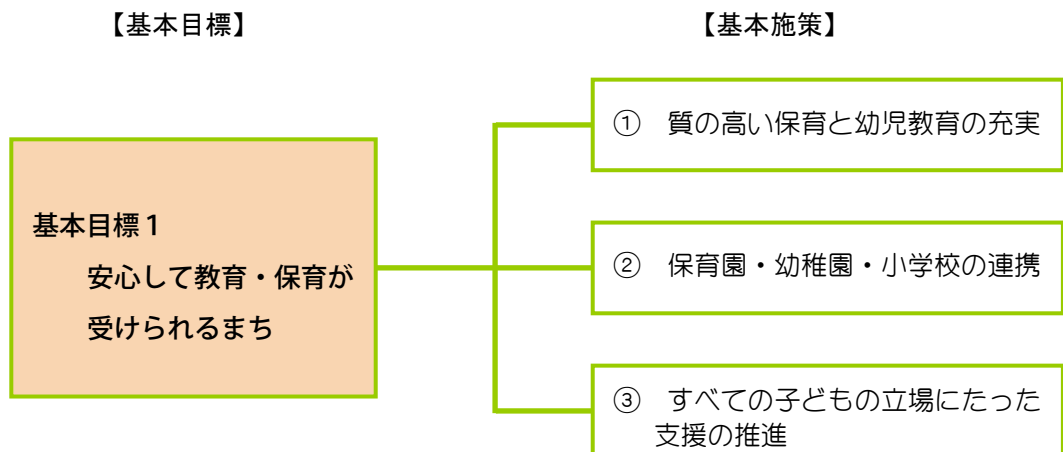 【基本目標】
【基本施策】
基本目標１
安心して教育・保育が
受けられるまち
① 質の高い保育と幼児教育の充実
② 保育園・幼稚園・小学校の連携
③ すべての子どもの立場にたった
支援の推進